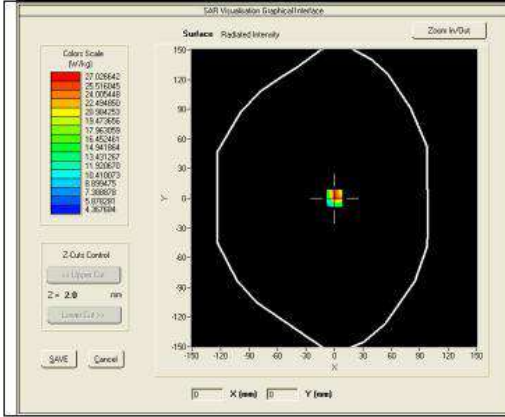 SAR Visualisation Graphical Interface
Surface Radiated Intensity
Zoom In/Out
Colors Scale
(W/kg)
27.026642
25.516045
24.005448
22.494850
20.984253
19.473656
17.963059
16.452461
14.941864
13.431267
11.920670
10.410073
8.899475
7.388878
5.878281
4.367684
150
120
90
60
30
0
-30
-60
-90
-120
-150
Y
-150 -120 -90 -60 -30 0 30 60 90 120 150
X
Z-Cuts Control
<< Upper Cut
Z = 2.0 mm
Lower Cut >>
SAVE Cancel
0 X (mm) 0 Y (mm)